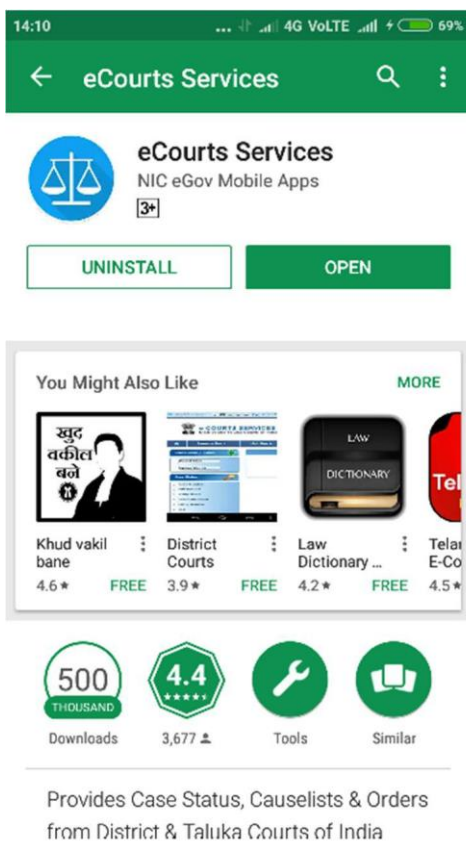 14:10 ... 4G VoLTE 69%
eCourts Services
eCourts Services
NIC eGov Mobile Apps
3+
UNINSTALL OPEN
You Might Also Like MORE
खुद
वकील
बने
LAW
DICTIONARY
Tel
Khud vakil
bane
4.6★ FREE
District
Courts
3.9★ FREE
Law
Dictionary ...
4.2★ FREE
Telar
E-Co
4.5★
500
THOUSAND
Downloads
4.4
3,677
Tools
Similar
Provides Case Status, Causelists & Orders
from District & Taluka Courts of India